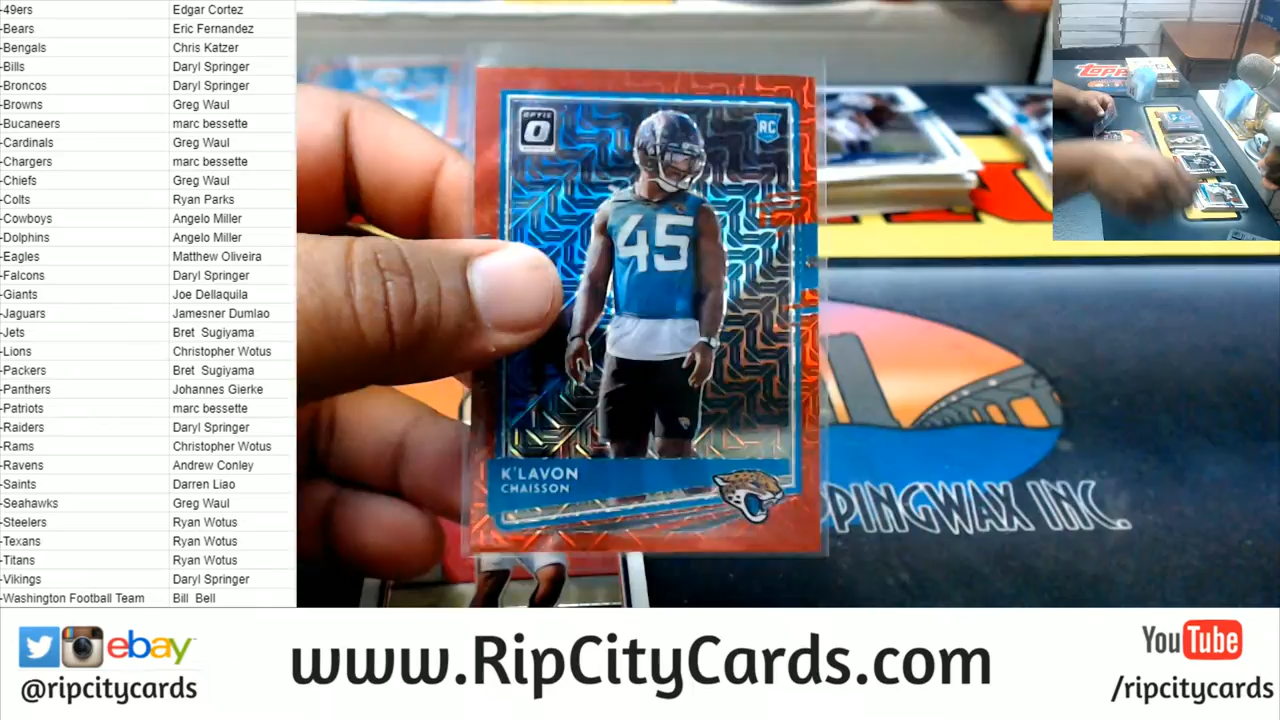 -49ers Edgar Cortez
-Bears Eric Fernandez
-Bengals Chris Katzer
-Bills Daryl Springer
-Broncos Daryl Springer
-Browns Greg Waul
-Bucaneers marc bessette
-Cardinals Greg Waul
-Chargers marc bessette
-Chiefs Greg Waul
-Colts Ryan Parks
-Cowboys Angelo Miller
-Dolphins Angelo Miller
-Eagles Matthew Oliveira
-Falcons Daryl Springer
-Giants Joe Dellaquila
-Jaguars Jamesner Dumlao
-Jets Bret Sugiyama
-Lions Christopher Wotus
-Packers Bret Sugiyama
-Panthers Johannes Gierke
-Patriots marc bessette
-Raiders Daryl Springer
-Rams Christopher Wotus
-Ravens Andrew Conley
-Saints Darren Liao
-Seahawks Greg Waul
-Steelers Ryan Wotus
-Texans Ryan Wotus
-Titans Ryan Wotus
-Vikings Daryl Springer
-Washington Football Team Bill Bell
OPTIC
RC
45
K'LAVON
CHAISSON
TOPPS
PPINGWAX INC.
ebay
@ripcitycards
www.RipCityCards.com
YouTube
/ripcitycards